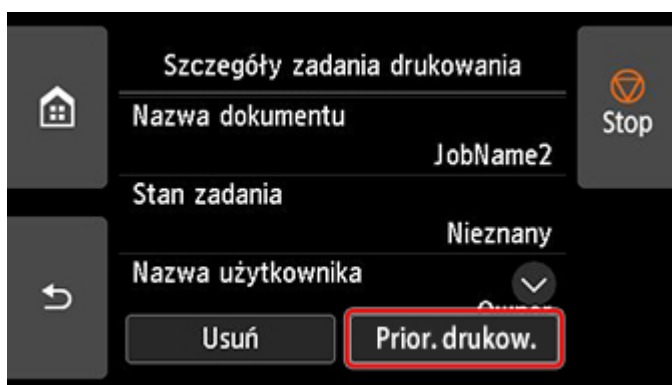 Szczegóły zadania drukowania
Nazwa dokumentu
Stop
JobName2
Stan zadania
Nieznany
Nazwa użytkownika
Usuń
Prior. drukow.